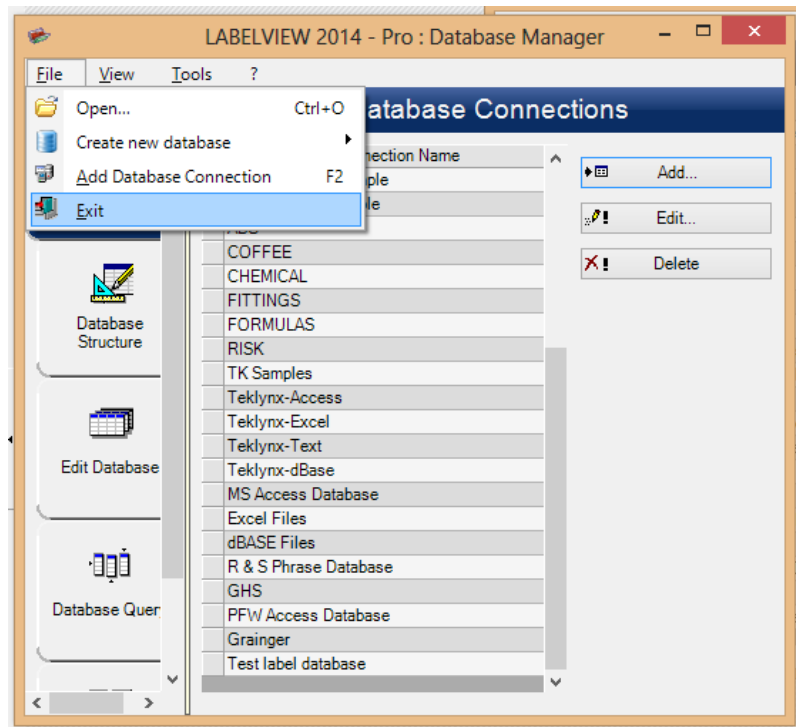 LABELVIEW 2014 - Pro : Database Manager
File View Tools ?
Open... Ctrl+O
Create new database
Add Database Connection F2
Exit
atabase Connections
nection Name
Add...
Edit...
Delete
Database
Structure
Edit Database
Database Quer
COFFEE
CHEMICAL
FITTINGS
FORMULAS
RISK
TK Samples
Teklynx-Access
Teklynx-Excel
Teklynx-Text
Teklynx-dBase
MS Access Database
Excel Files
dBASE Files
R & S Phrase Database
GHS
PFW Access Database
Grainger
Test label database